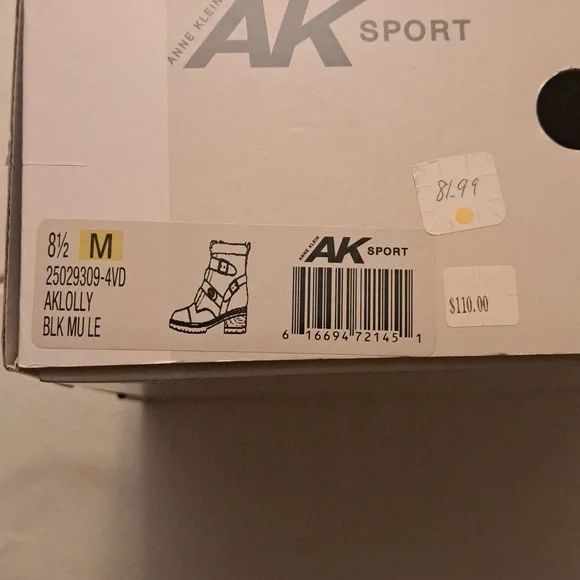 ANNE KLEIN
AK SPORT
81.99
8½ M
25029309-4VD
AKLOLLY
BLK MU LE
ANNE KLEIN
AK SPORT
6 16694 72145 1
$110.00